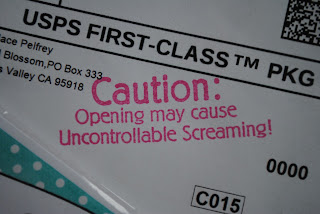 USPS FIRST-CLASS™ PKG
ace Peifrey
Blossom,PO Box 333
s Valley CA 95918
Caution:
Opening may cause
Uncontrollable Screaming!
0000
C015